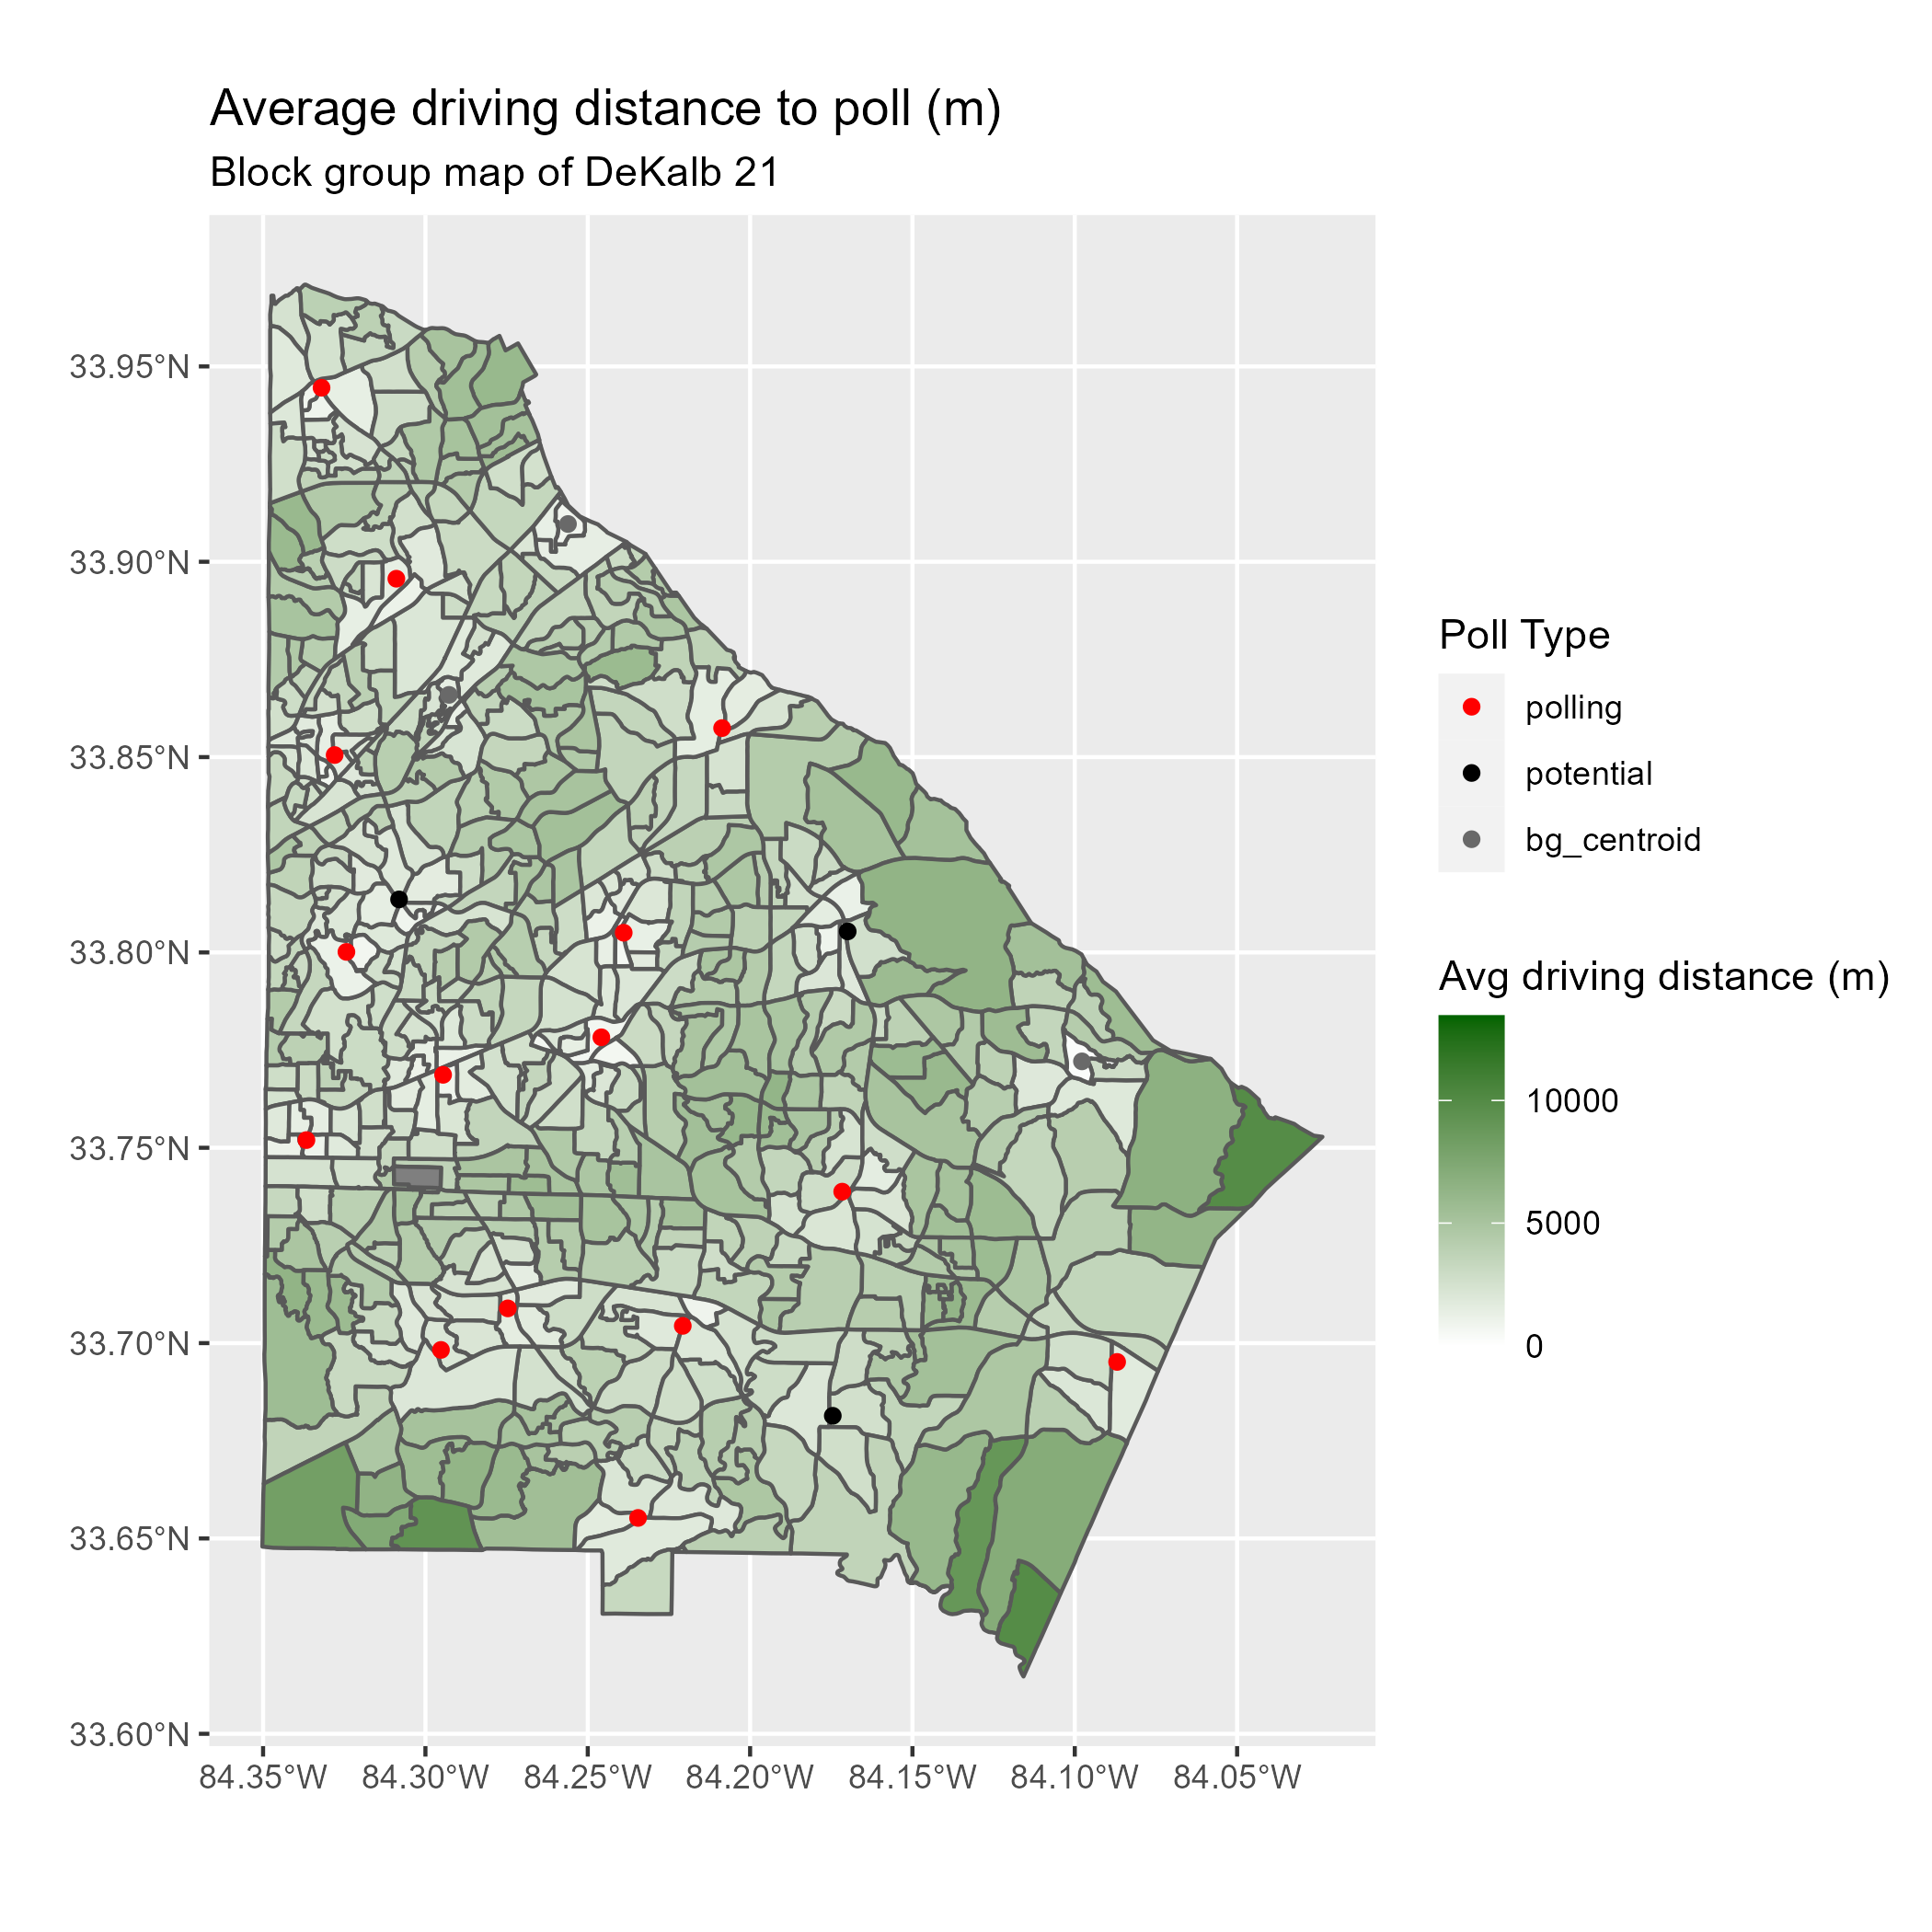 Average driving distance to poll (m)
Block group map of DeKalb 21
33.95°N
33.90°N
33.85°N
33.80°N
33.75°N
33.70°N
33.65°N
33.60°N
84.35°W
84.30°W
84.25°W
84.20°W
84.15°W
84.10°W
84.05°W
Poll Type
polling
potential
bg_centroid
Avg driving distance (m)
10000
5000
0